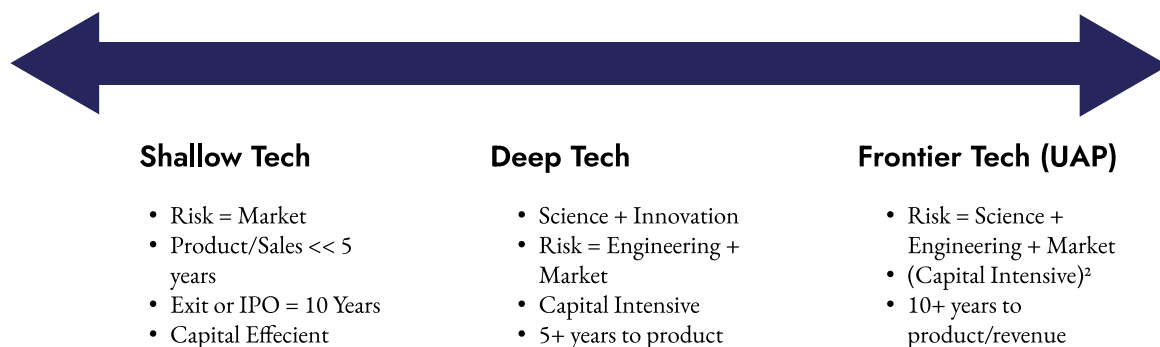 Shallow Tech
• Risk = Market
• Product/Sales << 5
years
• Exit or IPO = 10 Years
• Capital Effecient
Deep Tech
• Science + Innovation
• Risk = Engineering +
Market
• Capital Intensive
• 5+ years to product
Frontier Tech (UAP)
• Risk = Science +
Engineering + Market
• (Capital Intensive)²
• 10+ years to
product/revenue